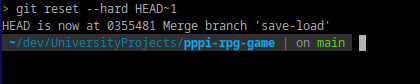 > git reset --hard HEAD~1
HEAD is now at 0355481 Merge branch 'save-load'
~/dev/UniversityProjects/pppi-rpg-game | on main